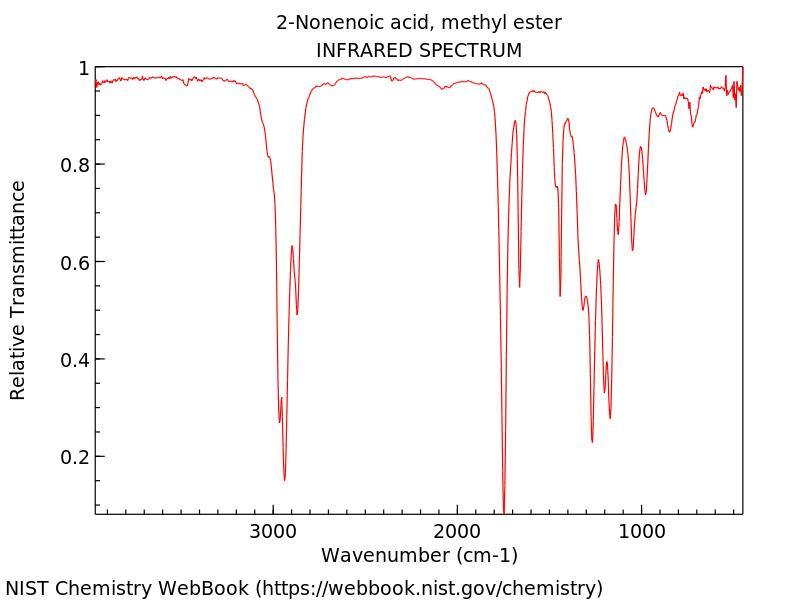 2-Nonenoic acid, methyl ester
INFRARED SPECTRUM
1
0.8
0.6
0.4
0.2
Relative Transmittance
3000 2000 1000
Wavenumber (cm-1)
NIST Chemistry WebBook (https://webbook.nist.gov/chemistry)